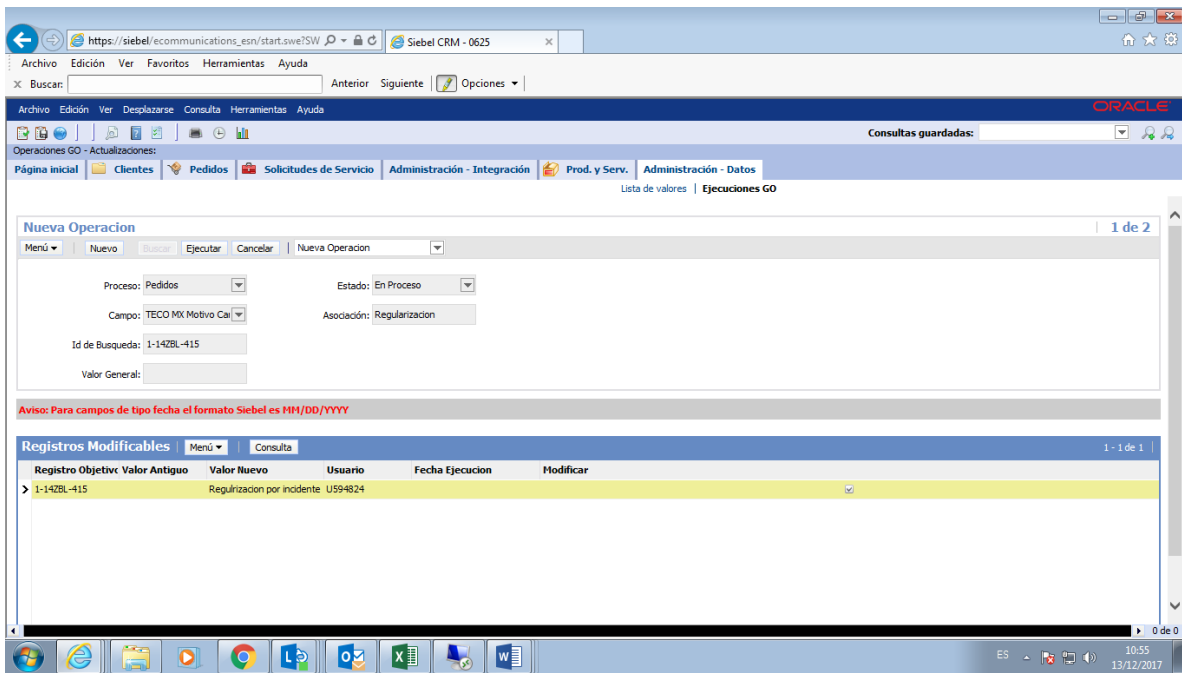 https://siebel/ecommunications_esn/start.swe?SW
Siebel CRM - 0625
Archivo Edición Ver Favoritos Herramientas Ayuda
x Buscar: Anterior Siguiente Opciones
Archivo Edición Ver Desplazarse Consulta Herramientas Ayuda
ORACLE
Consultas guardadas:
Operaciones GO - Actualizaciones:
Página inicial Clientes Pedidos Solicitudes de Servicio Administración - Integración Prod. y Serv. Administración - Datos
Lista de valores | Ejecuciones GO
Nueva Operacion 1 de 2
Menú Nuevo Buscar Ejecutar Cancelar | Nueva Operacion
Proceso: Pedidos Estado: En Proceso
Campo: TECO MX Motivo Ca Asociación: Regularizacion
Id de Busqueda: 1-14ZBL-415
Valor General:
Aviso: Para campos de tipo fecha el formato Siebel es MM/DD/YYYY
Registros Modificables | Menú | Consulta 1 - 1 de 1
Registro Objetivo Valor Antiguo Valor Nuevo Usuario Fecha Ejecucion Modificar
1-14ZBL-415 Regulrizacion por incidente U594824
0 de 0
ES 10:55
13/12/2017